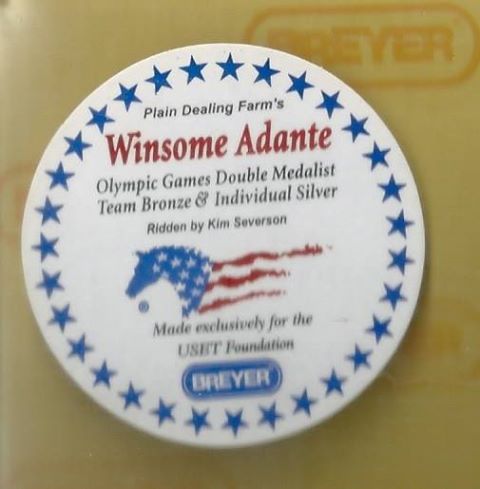 BREYER
Plain Dealing Farm's
Winsome Adante
Olympic Games Double Medalist
Team Bronze & Individual Silver
Ridden by Kim Severson
®
Made exclusively for the
USET Foundation
BREYER